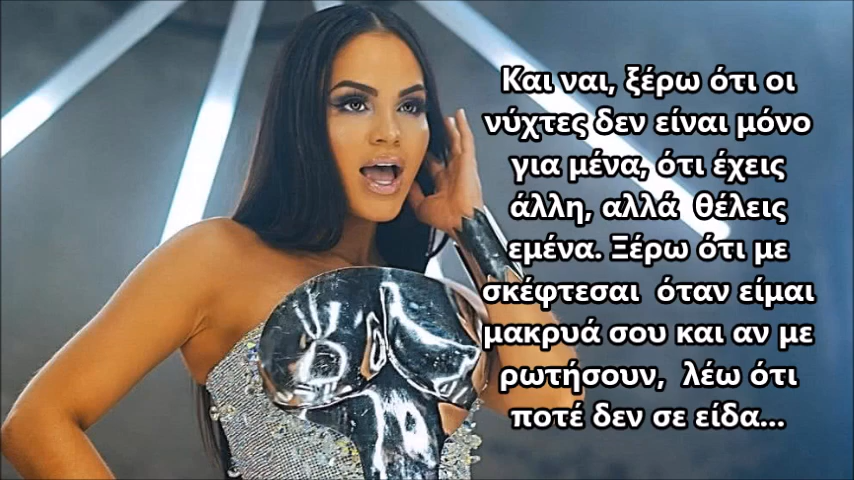 Και ναι, ξέρω ότι οι
νύχτες δεν είναι μόνο
για μένα, ότι έχεις
άλλη, αλλά θέλεις
εμένα. Ξέρω ότι με
σκέφτεσαι όταν είμαι
μακρυά σου και αν με
ρωτήσουν, λέω ότι
ποτέ δεν σε είδα...